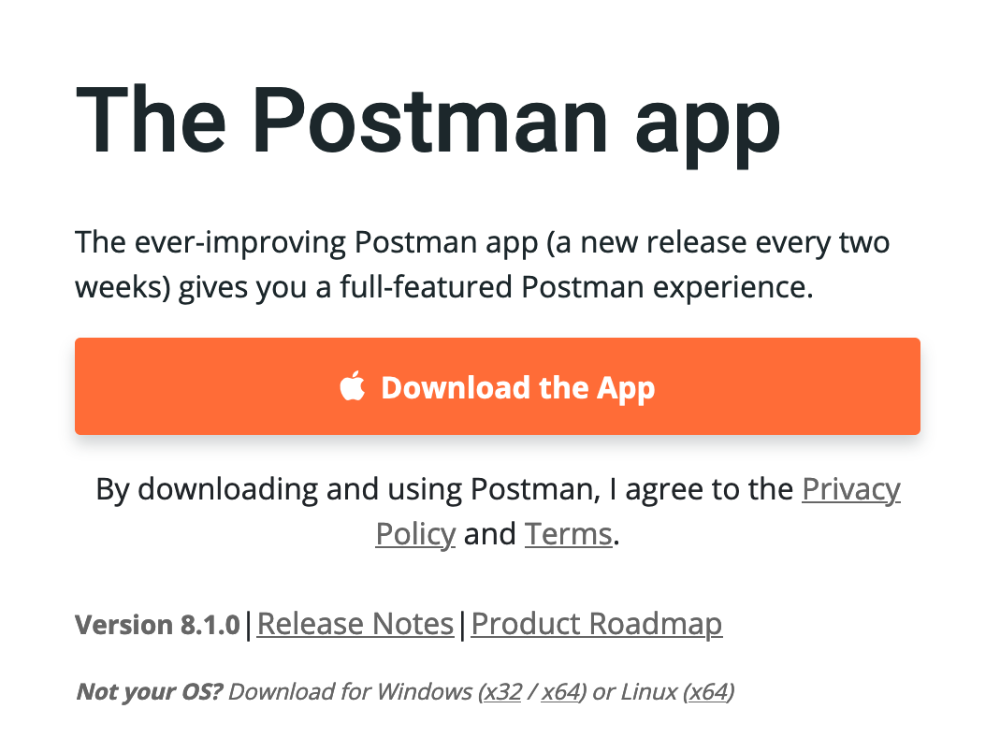 The Postman app
The ever-improving Postman app (a new release every two
weeks) gives you a full-featured Postman experience.
Download the App
By downloading and using Postman, I agree to the Privacy
Policy and Terms.
Version 8.1.0|Release Notes|Product Roadmap
Not your OS? Download for Windows (x32 / x64) or Linux (x64)